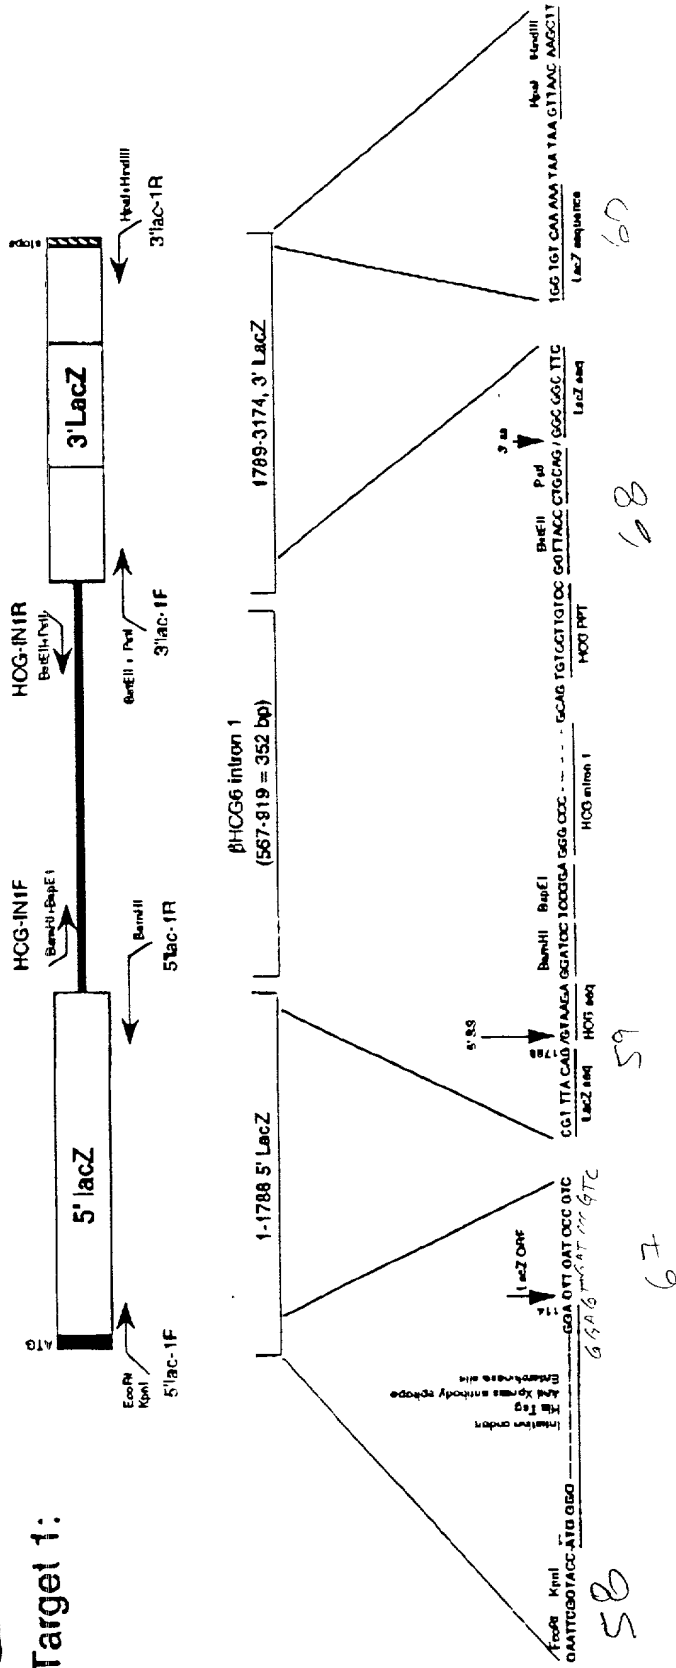 Target 1:
HCG-IN1F
BamHI+BspE1
HCG-IN1R
BstEII+PstI
ATG
5' lacZ
3'LacZ
stops
EcoRI
KpnI
5'lac-1F
BamHI
5'lac-1R
BstEII + PstI
3'lac-1F
HpaI+HindIII
3'lac-1R
1-1788 5' LacZ
βHCG6 intron 1
(567-919 = 352 bp)
1789-3174, 3' LacZ
initiation codon
His Tag
Anti Xpress antibody epitope
Enterokinase site
LacZ ORF
114
5' SS
1788
3' ss
EcoRI KpnI
GAATTCGGTACC ATG GGG
GGA GTT GAT CCC GTC
CGT TTA CAG/GTAAGA GGATCC TCCGGA GGGCCC
GCAG TGTCCTTGTCC GGTTACC CTGCAG / GGC GGC TTC
TGG TGT CAA AAA TAA TAA GTTAAC AAGCTT
LacZ seq
HCG seq
BamHI BspEI
HCG intron 1
HCG PPT
BstEII PstI
LacZ seq
LacZ sequence
HpaI HindIII
58
67
59
68
60